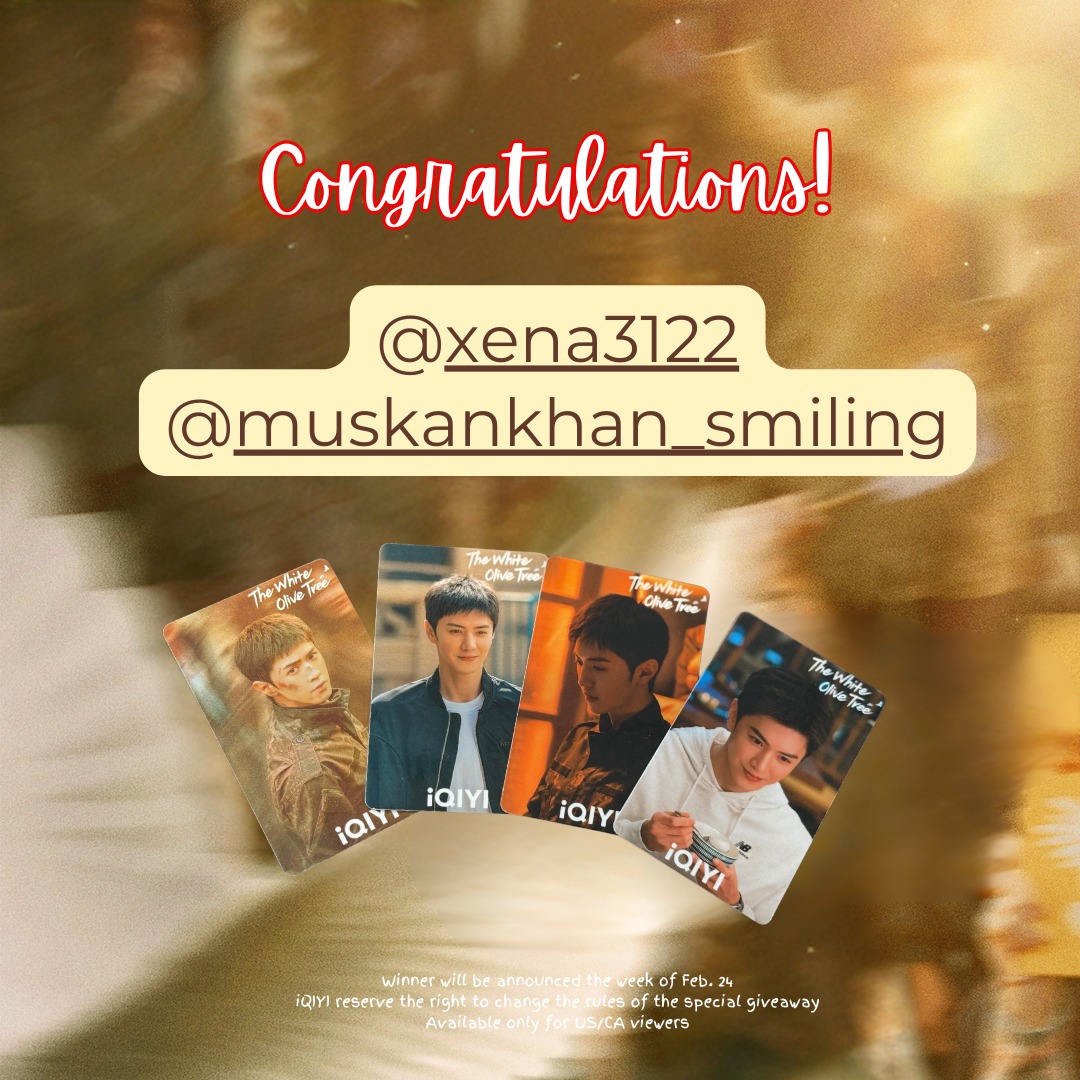 Congratulations!
@xena3122
@muskankhan_smiling
The White
Olive Tree
iQIYI
The White
Olive Tree
iQIYI
The White
Olive Tree
iQIYI
The White
Olive Tree
NB
iQIYI
Winner will be announced the week of Feb. 24
iQIYI reserve the right to change the rules of the special giveaway
Available only for US/CA viewers